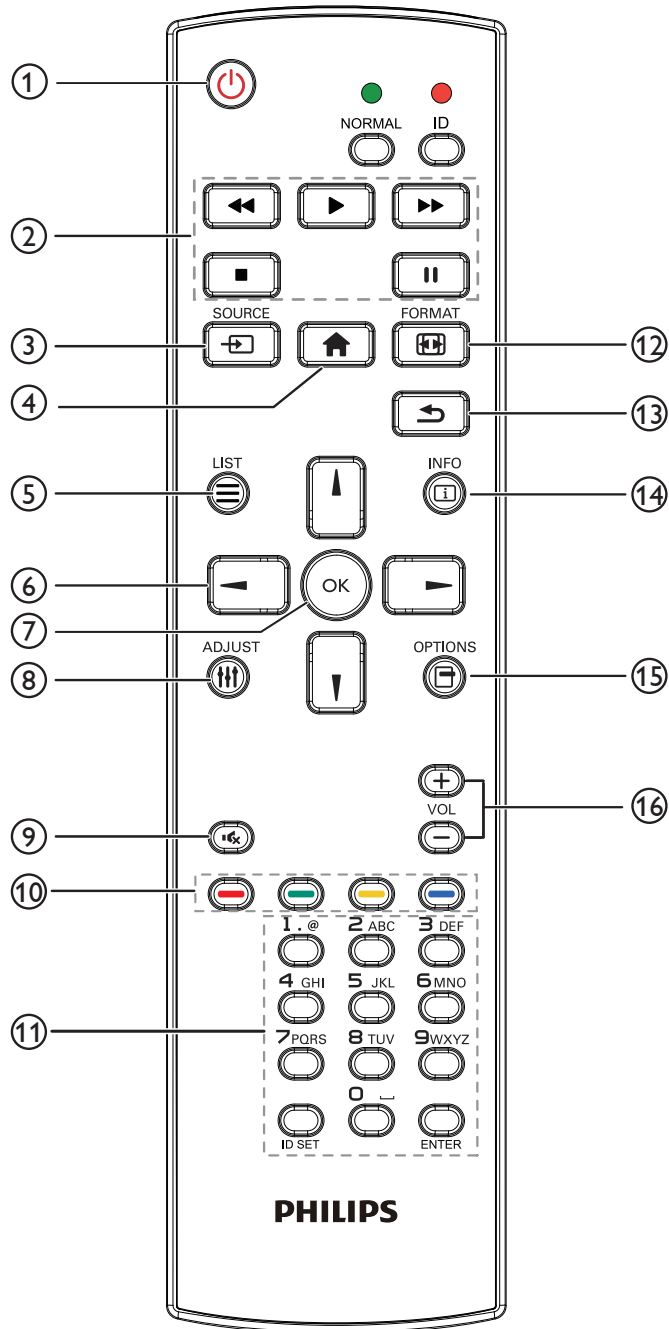 1
NORMAL ID
2
SOURCE FORMAT
3 12
4
13
LIST INFO
5 i 14
6 OK
7
ADJUST OPTIONS
8 15
VOL 16
9
10
1 . @ 2 ABC 3 DEF
4 GHI 5 JKL 6 MNO
11
7 PQRS 8 TUV 9 WXYZ
0 ⎵
ID SET ENTER
PHILIPS